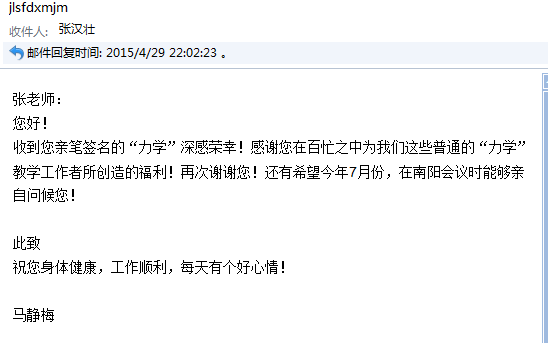 jlsfdxmjm
收件人: 张汉壮
邮件回复时间: 2015/4/29 22:02:23 。
张老师：
您好！
收到您亲笔签名的“力学”深感荣幸！感谢您在百忙之中为我们这些普通的“力学”
教学工作者所创造的福利！再次谢谢您！还有希望今年7月份，在南阳会议时能够亲
自问候您！
此致
祝您身体健康，工作顺利，每天有个好心情！
马静梅